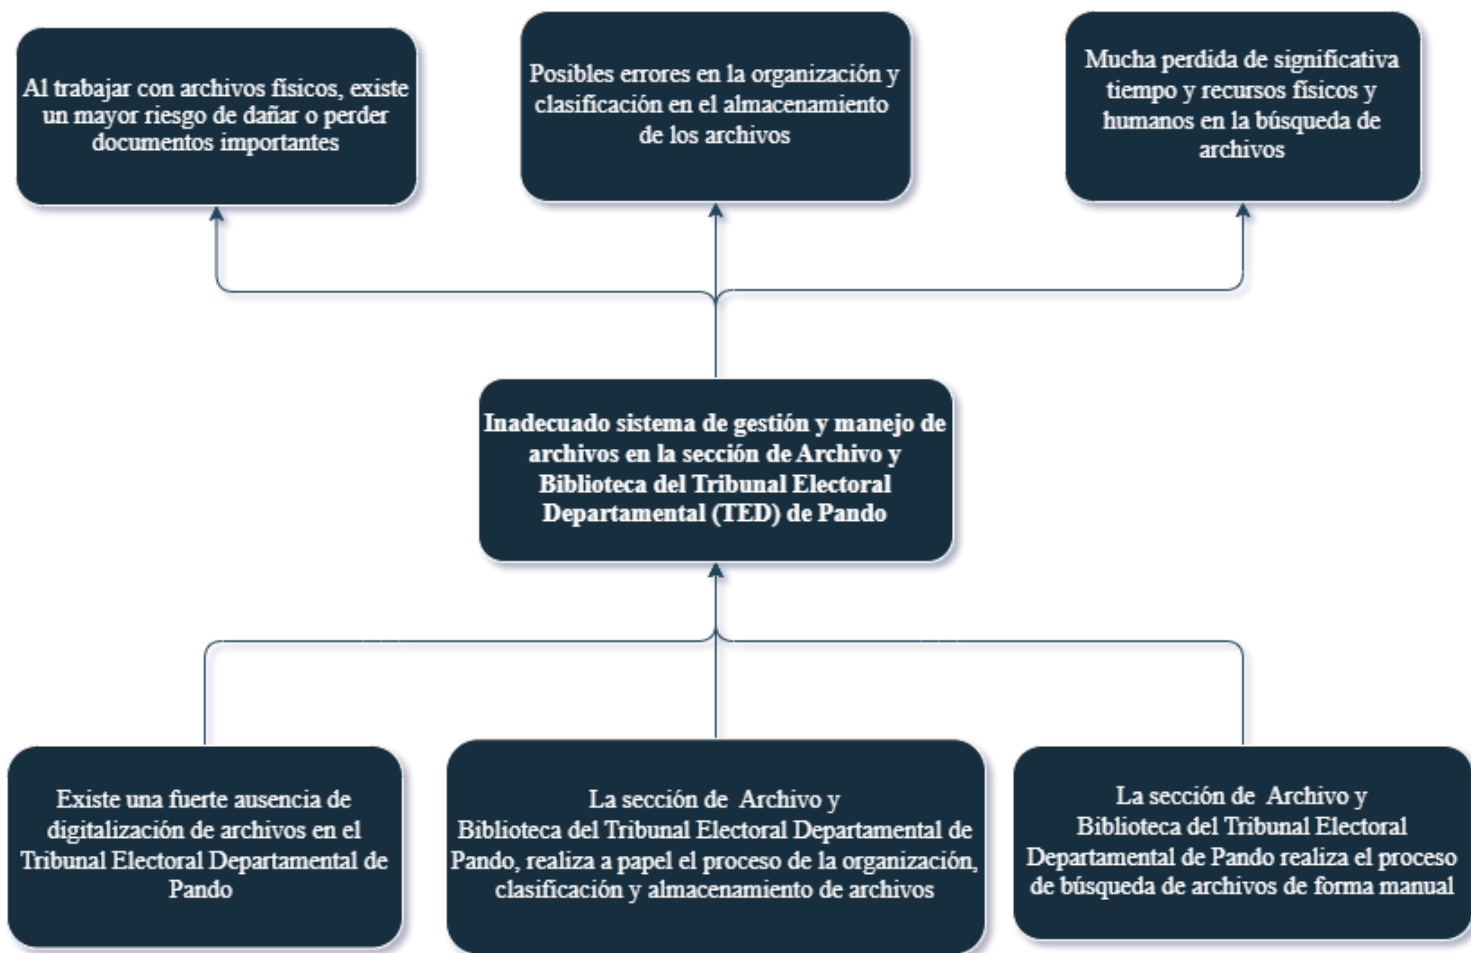 Al trabajar con archivos físicos, existe
un mayor riesgo de dañar o perder
documentos importantes
Posibles errores en la organización y
clasificación en el almacenamiento
de los archivos
Mucha perdida de significativa
tiempo y recursos físicos y
humanos en la búsqueda de
archivos
Inadecuado sistema de gestión y manejo de
archivos en la sección de Archivo y
Biblioteca del Tribunal Electoral
Departamental (TED) de Pando
Existe una fuerte ausencia de
digitalización de archivos en el
Tribunal Electoral Departamental de
Pando
La sección de Archivo y
Biblioteca del Tribunal Electoral Departamental de
Pando, realiza a papel el proceso de la organización,
clasificación y almacenamiento de archivos
La sección de Archivo y
Biblioteca del Tribunal Electoral
Departamental de Pando realiza el proceso
de búsqueda de archivos de forma manual